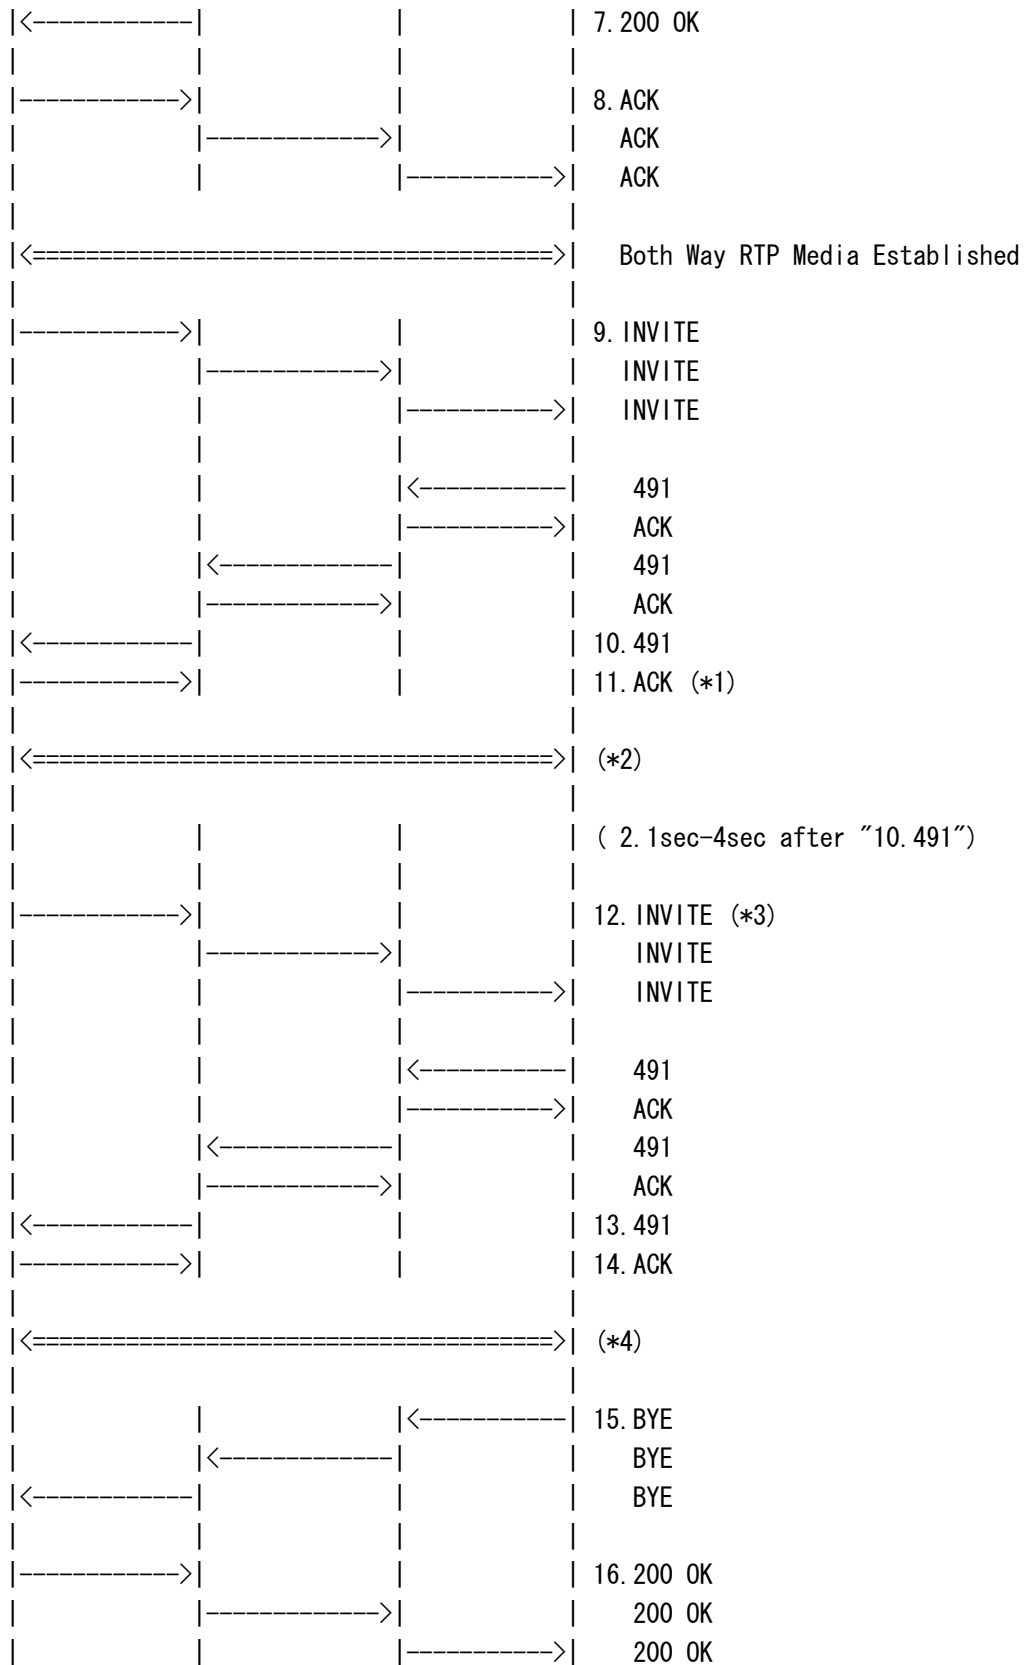 |<------------|            |           | 7.200 OK
|             |            |           |
|------------>|            |           | 8.ACK
|             |------------->|         |   ACK
|             |            |----------->|   ACK
|                                      |
|<=======================================>|   Both Way RTP Media Established
|                                      |
|------------>|            |           | 9.INVITE
|             |------------->|         |   INVITE
|             |            |----------->|   INVITE
|             |            |           |
|             |            |<-----------|    491
|             |            |----------->|    ACK
|             |<-------------|         |    491
|             |------------->|         |    ACK
|<------------|            |           | 10.491
|------------>|            |           | 11.ACK (*1)
|                                      |
|<=======================================>| (*2)
|                                      |
|             |            |           | ( 2.1sec-4sec after "10.491")
|             |            |           |
|------------>|            |           | 12.INVITE (*3)
|             |------------->|         |    INVITE
|             |            |----------->|    INVITE
|             |            |           |
|             |            |<-----------|    491
|             |            |----------->|    ACK
|             |<-------------|         |    491
|             |------------->|         |    ACK
|<------------|            |           | 13.491
|------------>|            |           | 14.ACK
|                                      |
|<=======================================>| (*4)
|                                      |
|             |            |<-----------| 15.BYE
|             |<-------------|         |    BYE
|<------------|            |           |    BYE
|             |            |           |
|------------>|            |           | 16.200 OK
|             |------------->|         |    200 OK
|             |            |----------->|    200 OK